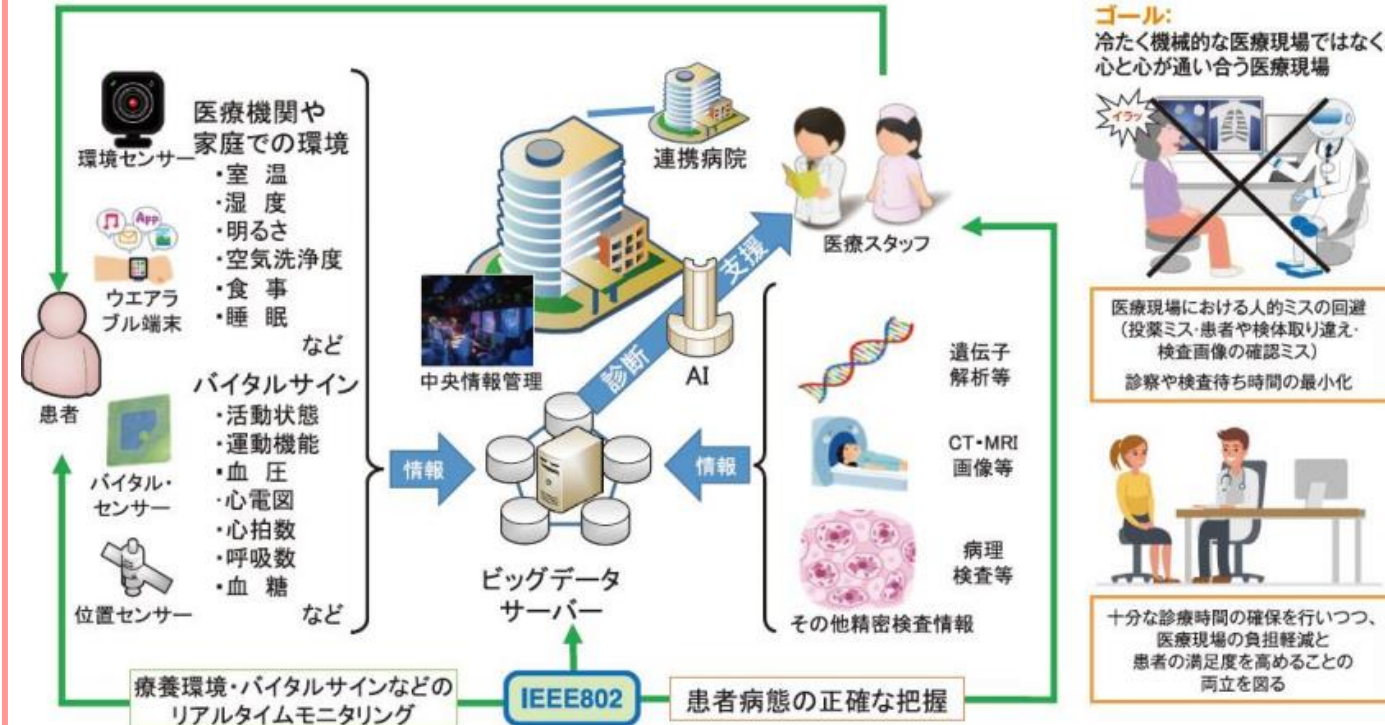 環境センサー
ウエアラ
ブル端末
患者
バイタル・
センサー
位置センサー
医療機関や
家庭での環境
・室 温
・湿 度
・明るさ
・空気洗浄度
・食 事
・睡 眠
など
バイタルサイン
・活動状態
・運動機能
・血 圧
・心電図
・心拍数
・呼吸数
・血 糖
など
情報
App
中央情報管理
連携病院
医療スタッフ
診断
支援
AI
ビッグデータ
サーバー
情報
遺伝子
解析等
CT・MRI
画像等
病理
検査等
その他精密検査情報
療養環境・バイタルサインなどの
リアルタイムモニタリング
IEEE802
患者病態の正確な把握
ゴール:
冷たく機械的な医療現場ではなく
心と心が通い合う医療現場
イラッ
医療現場における人的ミスの回避
(投薬ミス・患者や検体取り違え・
検査画像の確認ミス)
診察や検査待ち時間の最小化
十分な診療時間の確保を行いつつ、
医療現場の負担軽減と
患者の満足度を高めることの
両立を図る